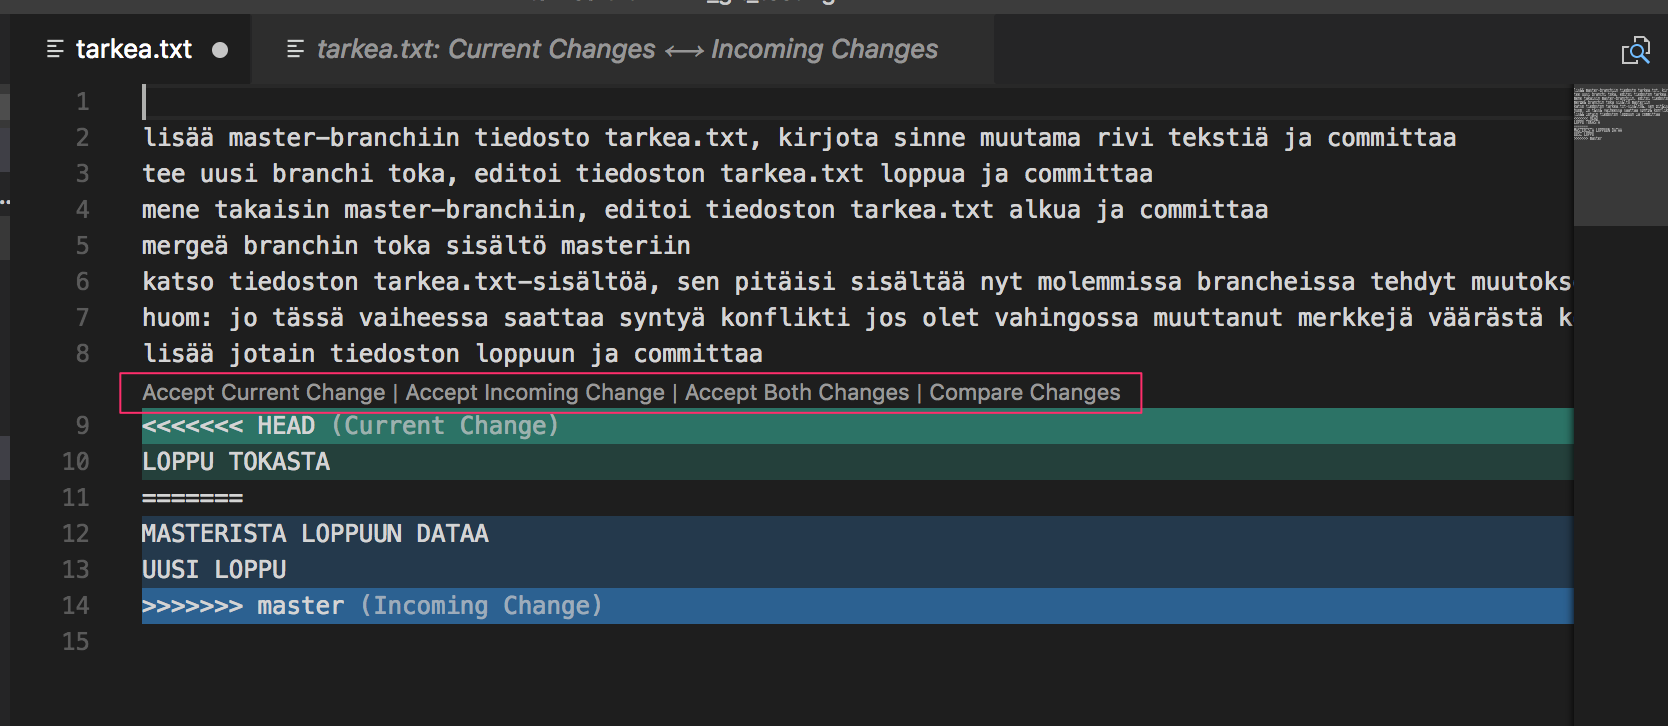 tarkea.txt
tarkea.txt: Current Changes ⟷ Incoming Changes
1
2 lisää master-branchiin tiedosto tarkea.txt, kirjota sinne muutama rivi tekstiä ja committaa
3 tee uusi branchi toka, editoi tiedoston tarkea.txt loppua ja committaa
4 mene takaisin master-branchiin, editoi tiedoston tarkea.txt alkua ja committaa
5 mergeä branchin toka sisältö masteriin
6 katso tiedoston tarkea.txt-sisältöä, sen pitäisi sisältää nyt molemmissa brancheissa tehdyt muutoks
7 huom: jo tässä vaiheessa saattaa syntyä konflikti jos olet vahingossa muuttanut merkkejä väärästä k
8 lisää jotain tiedoston loppuun ja committaa
Accept Current Change | Accept Incoming Change | Accept Both Changes | Compare Changes
9 <<<<<<< HEAD (Current Change)
10 LOPPU TOKASTA
11 =======
12 MASTERISTA LOPPUUN DATAA
13 UUSI LOPPU
14 >>>>>>> master (Incoming Change)
15